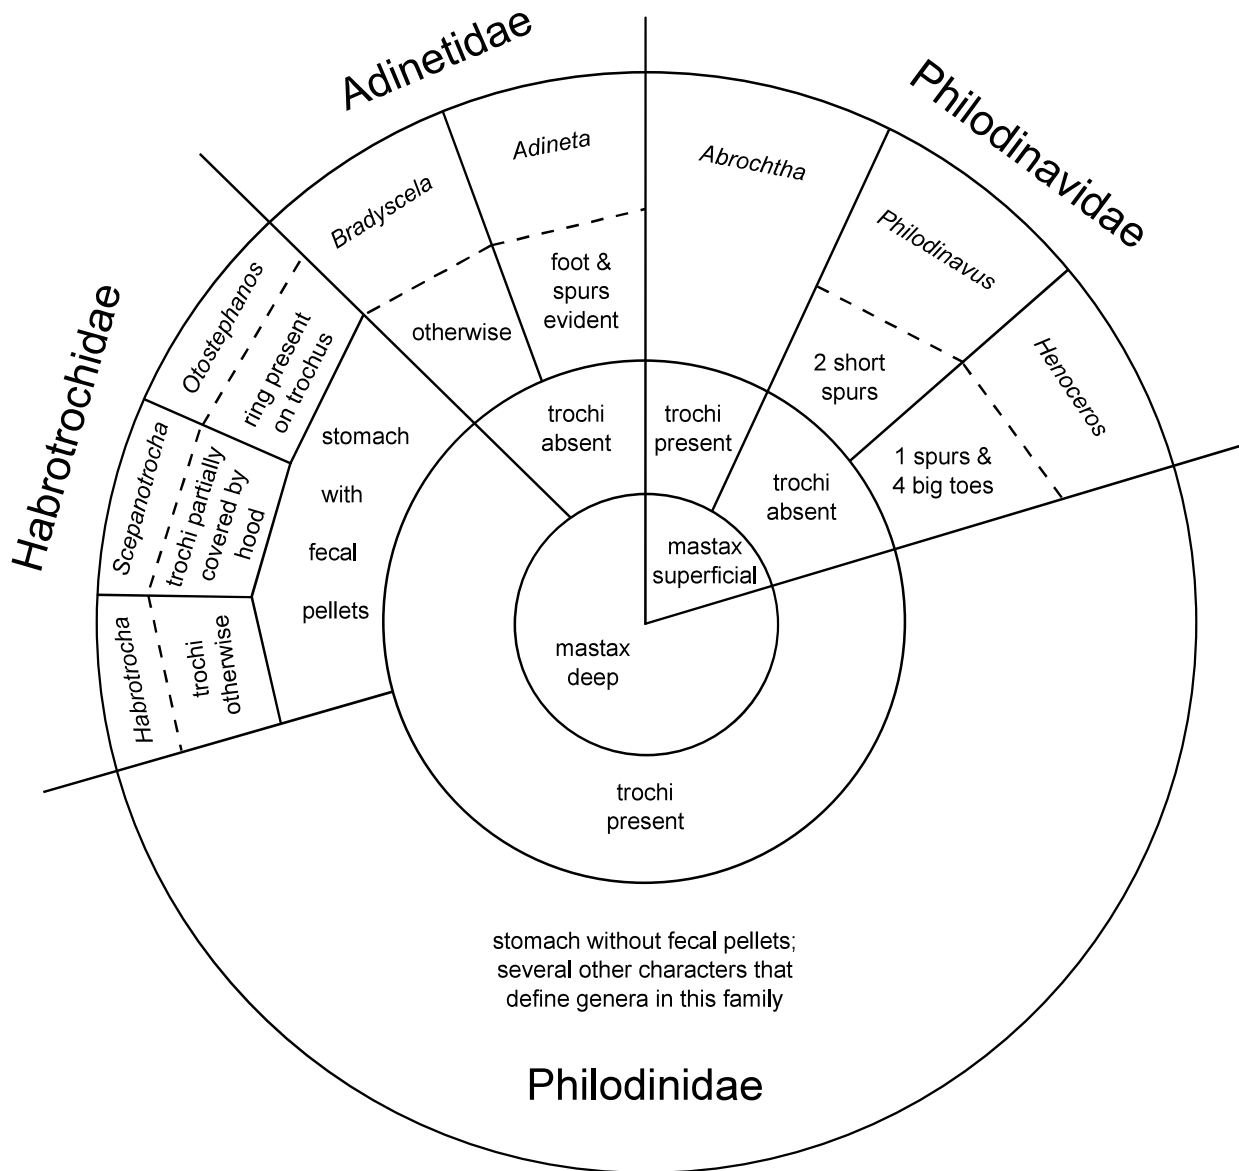 Adinetidae
Philodinavidae
Habrotrochidae
Bradyscela
Adineta
Abrochtha
Philodinavus
Henoceros
Otostephanos
Scepanotrocha
Habrotrocha
otherwise
foot &
spurs
evident
2 short
spurs
1 spurs &
4 big toes
ring present
on trochus
trochi partially
covered by
hood
trochi
otherwise
stomach
with
fecal
pellets
trochi
absent
trochi
present
trochi
absent
mastax
superficial
mastax
deep
trochi
present
stomach without fecal pellets;
several other characters that
define genera in this family
Philodinidae